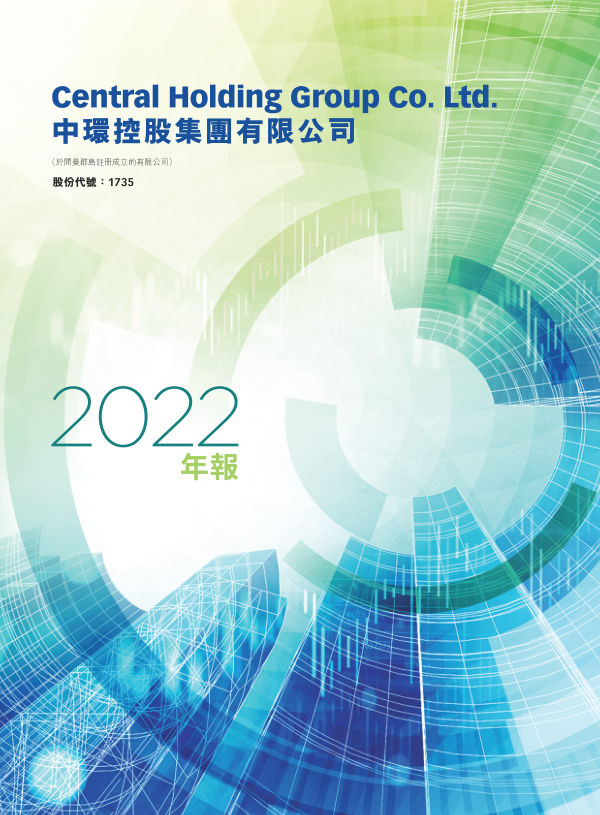 Central Holding Group Co. Ltd.
中環控股集團有限公司
（於開曼群島註冊成立的有限公司）
股份代號：1735
2022
年報